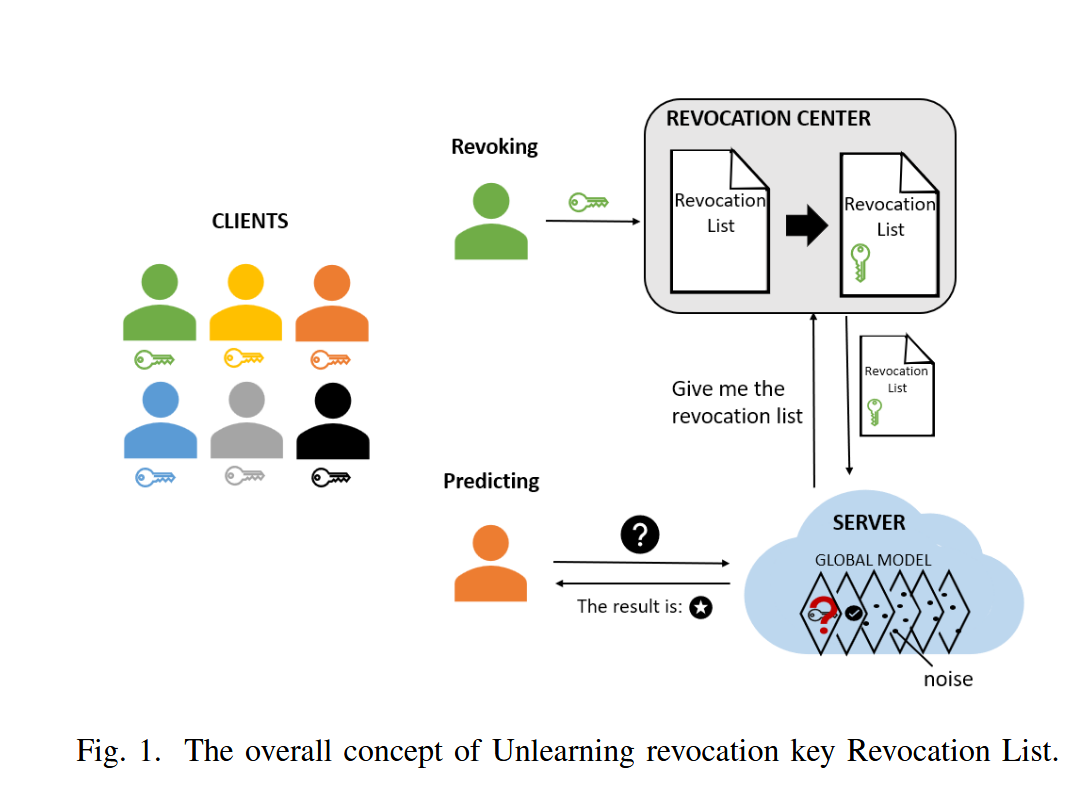 CLIENTS
Revoking
REVOCATION CENTER
Revocation
List
Revocation
List
Give me the
revocation list
Revocation
List
Predicting
?
The result is:
SERVER
GLOBAL MODEL
?
noise
Fig. 1. The overall concept of Unlearning revocation key Revocation List.